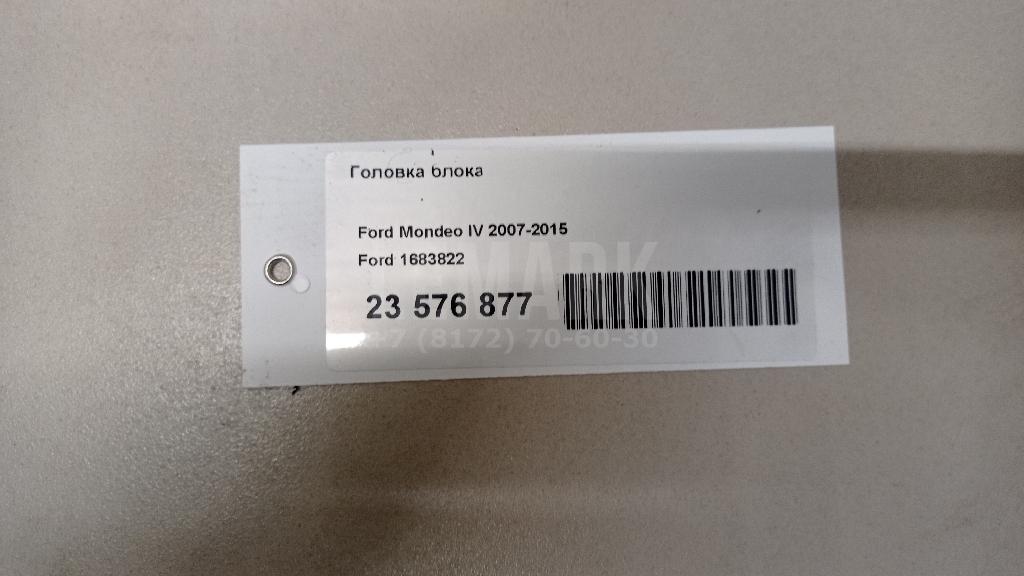 Головка блока
Ford Mondeo IV 2007-2015
Ford 1683822
23 576 877
+7 (8172) 70-60-30